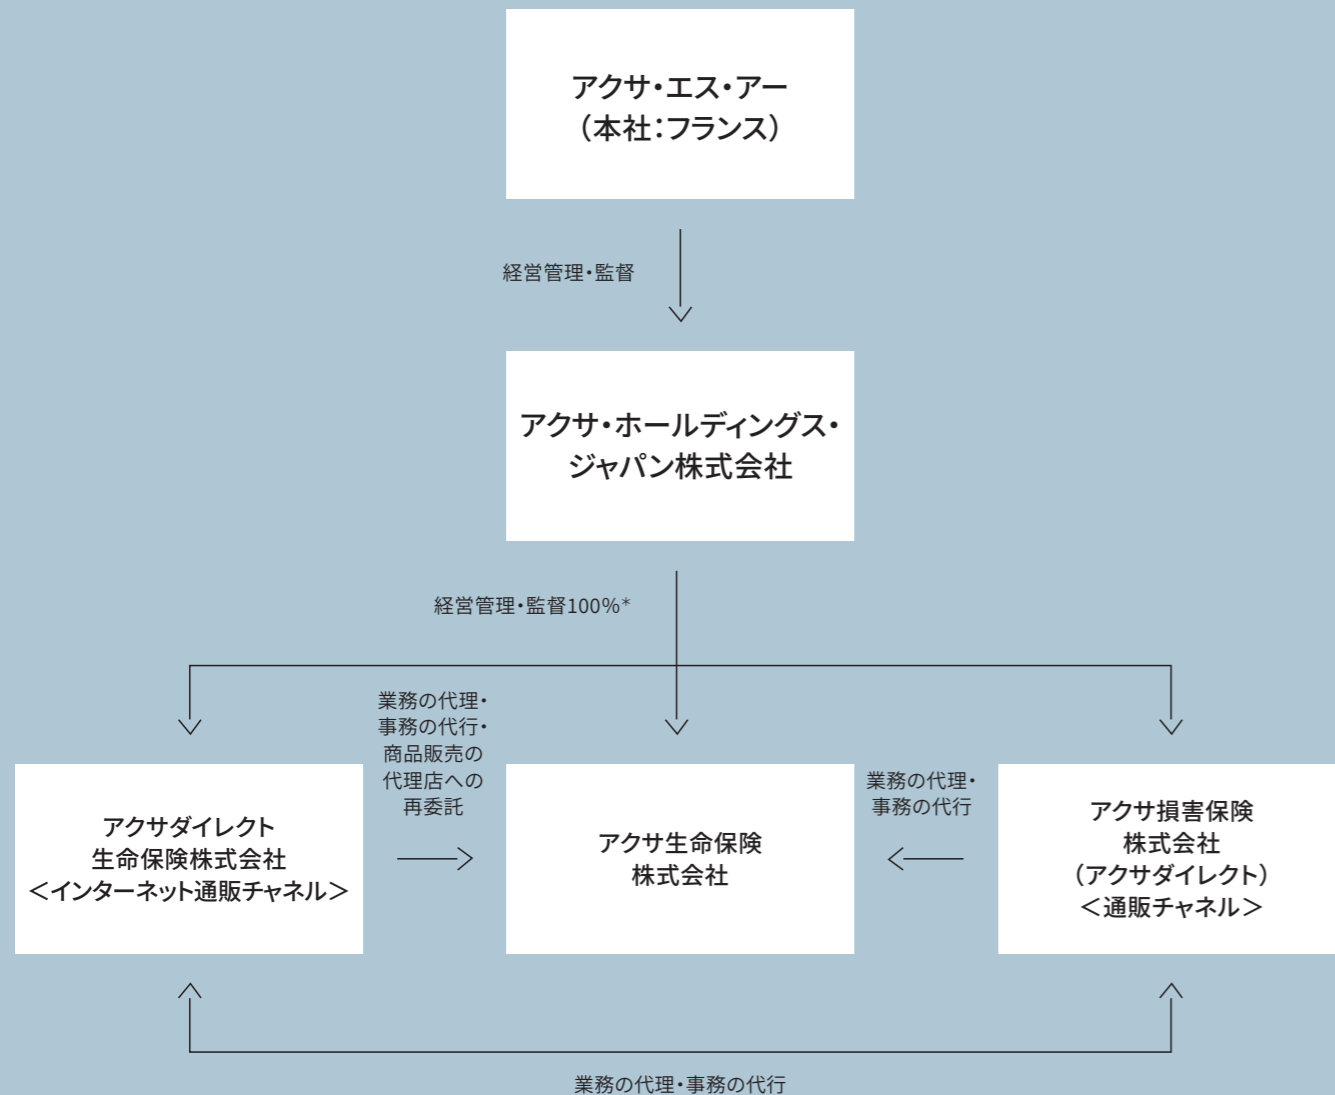 アクサ・エス・アー
（本社：フランス）
経営管理・監督
アクサ・ホールディングス・
ジャパン株式会社
経営管理・監督100%*
業務の代理・
事務の代行・
商品販売の
代理店への
再委託
業務の代理・
事務の代行
アクサダイレクト
生命保険株式会社
＜インターネット通販チャネル＞
アクサ生命保険
株式会社
アクサ損害保険
株式会社
（アクサダイレクト）
＜通販チャネル＞
業務の代理・事務の代行